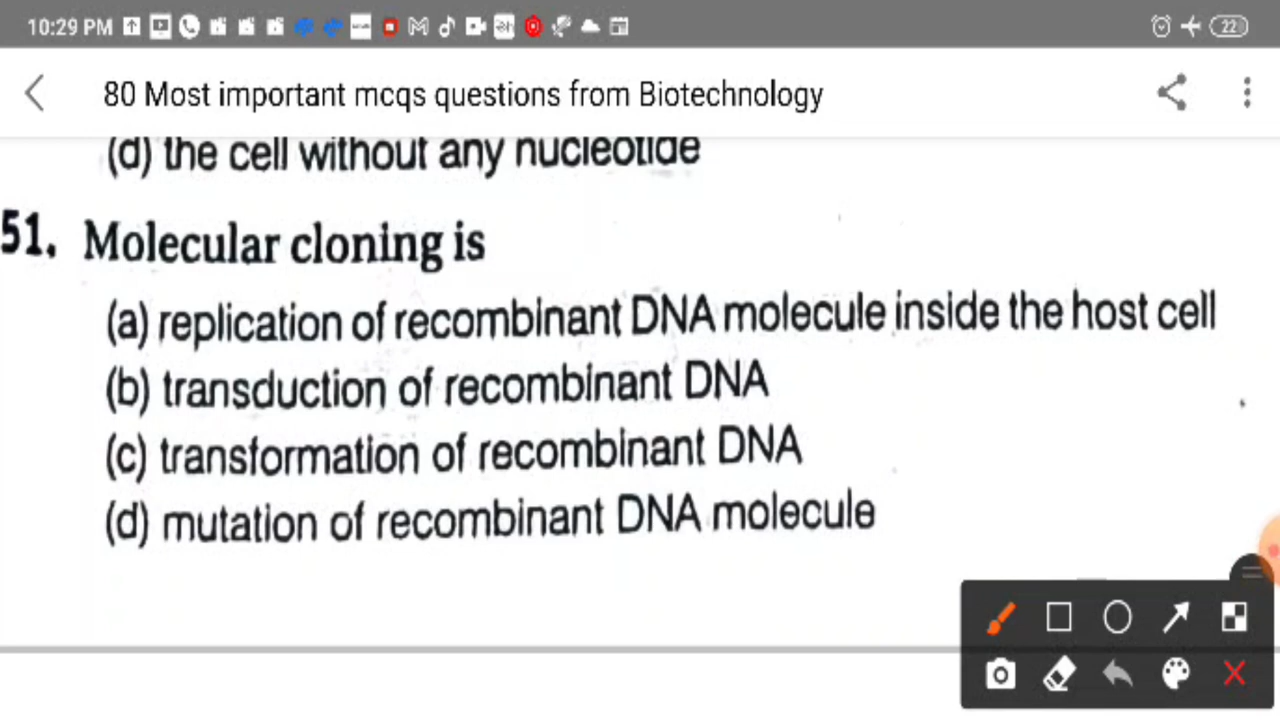 10:29 PM
22
80 Most important mcqs questions from Biotechnology
(d) the cell without any nucleotide
51. Molecular cloning is
(a) replication of recombinant DNA molecule inside the host cell
(b) transduction of recombinant DNA
(c) transformation of recombinant DNA
(d) mutation of recombinant DNA molecule